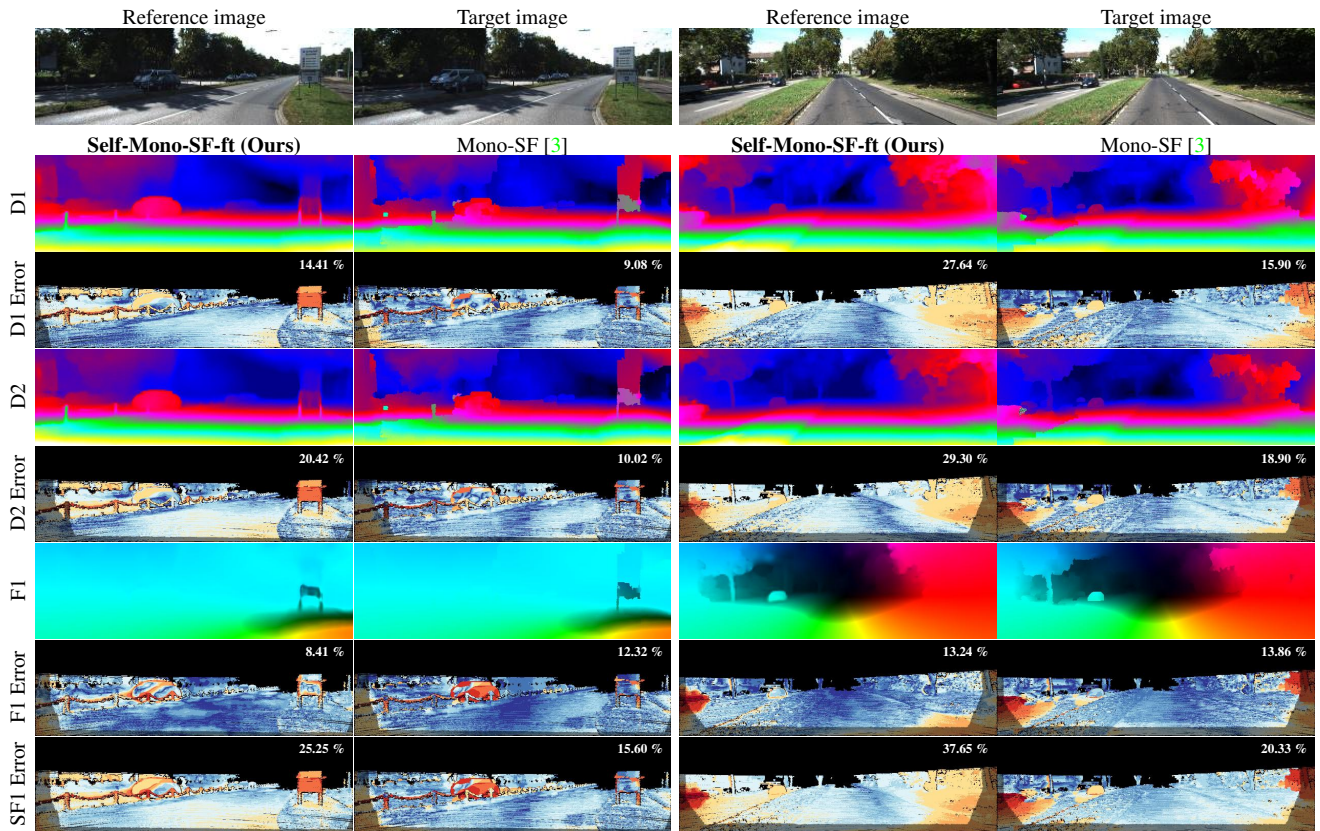 Reference image Target image Reference image Target image
Self-Mono-SF-ft (Ours) Mono-SF [3] Self-Mono-SF-ft (Ours) Mono-SF [3]
D1
D1 Error
14.41 % 9.08 % 27.64 % 15.90 %
D2
D2 Error
20.42 % 10.02 % 29.30 % 18.90 %
F1
F1 Error
8.41 % 12.32 % 13.24 % 13.86 %
SF1 Error
25.25 % 15.60 % 37.65 % 20.33 %